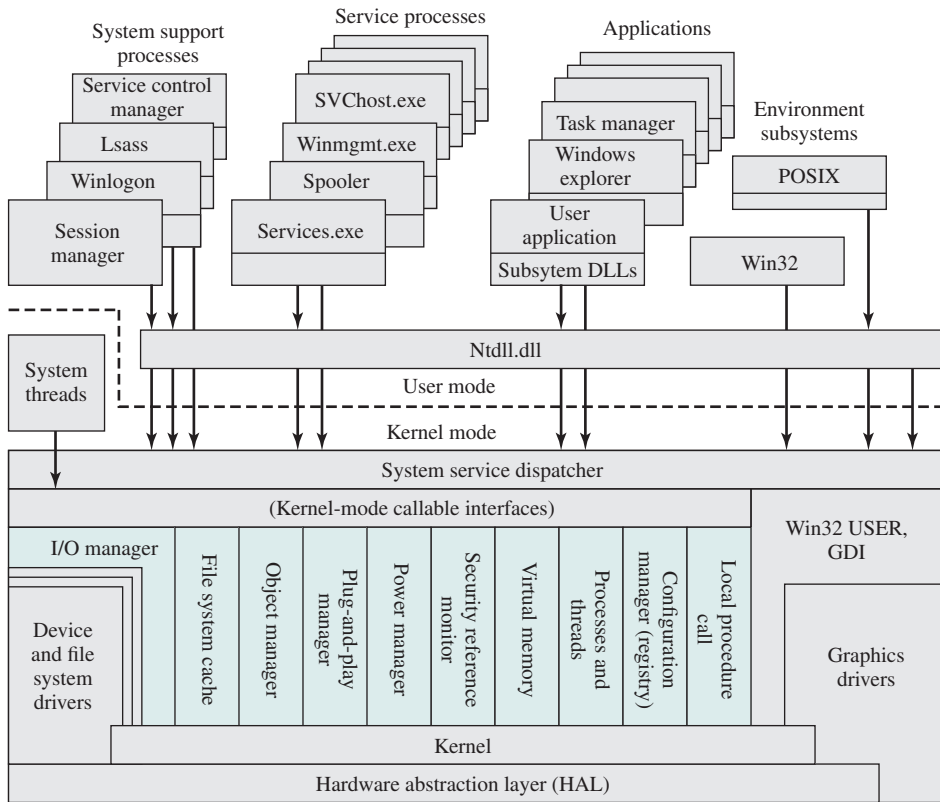 Service processes
System support
processes
Applications
Service control
manager
SVChost.exe
Environment
subsystems
Lsass
Winmgmt.exe
Task manager
Winlogon
Spooler
Windows
explorer
POSIX
Session
manager
Services.exe
User
application
Subsytem DLLs
Win32
Ntdll.dll
System
threads
User mode
Kernel mode
System service dispatcher
(Kernel-mode callable interfaces)
Win32 USER,
GDI
I/O manager
File system cache
Object manager
Plug-and-play
manager
Power manager
Security reference
monitor
Virtual memory
Processes and
threads
Configuration
manager (registry)
Local procedure
call
Device
and file
system
drivers
Graphics
drivers
Kernel
Hardware abstraction layer (HAL)